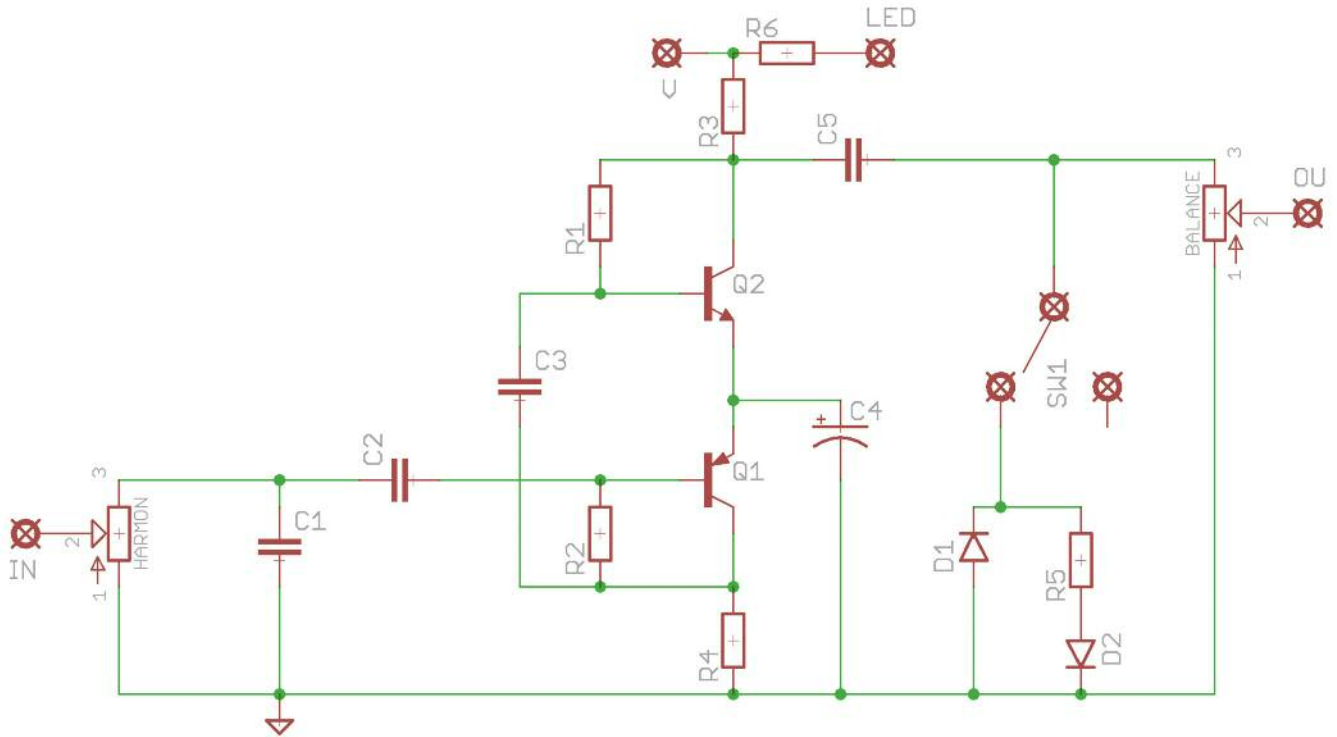 LED
R6
V
R3
C5
3
OU
BALANCE
2
1
R1
Q2
C3
SW1
C4
C2
Q1
3
C1
HARMON
2
IN
1
R2
D1
R5
R4
D2